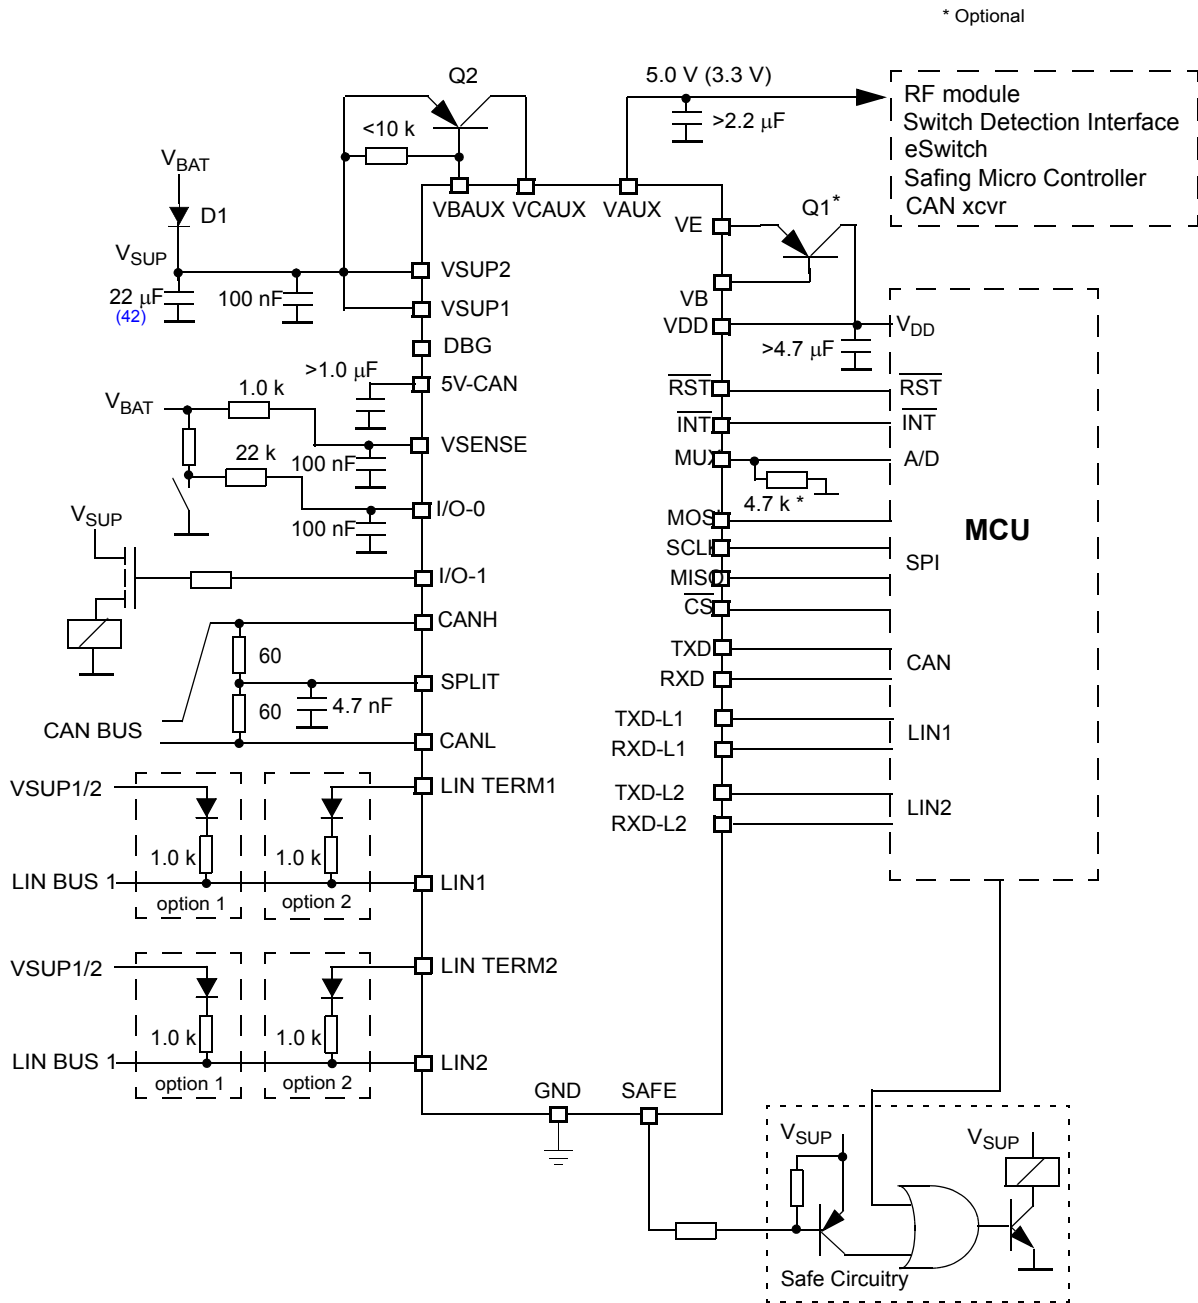 * Optional
Q2
5.0 V (3.3 V)
RF module
Switch Detection Interface
eSwitch
Safing Micro Controller
CAN xcvr
>2.2 μF
<10 k
VBAT
D1
VSUP
22 μF
(42)
100 nF
VBAUX VCAUX VAUX
VE
Q1*
VB
VDD
VDD
>4.7 μF
VSUP2
VSUP1
DBG
>1.0 μF
5V-CAN
RST
RST
INT
INT
MUX
A/D
4.7 k *
VBAT
1.0 k
VSENSE
100 nF
22 k
I/O-0
100 nF
VSUP
I/O-1
MOSI
SCLK
MISO
CS
SPI
MCU
CANH
60
SPLIT
60
4.7 nF
CAN BUS
CANL
TXD
RXD
CAN
TXD-L1
RXD-L1
LIN1
TXD-L2
RXD-L2
LIN2
VSUP1/2
LIN TERM1
1.0 k
1.0 k
LIN BUS 1
LIN1
option 1
option 2
VSUP1/2
LIN TERM2
1.0 k
1.0 k
LIN BUS 1
LIN2
option 1
option 2
GND
SAFE
VSUP
VSUP
Safe Circuitry